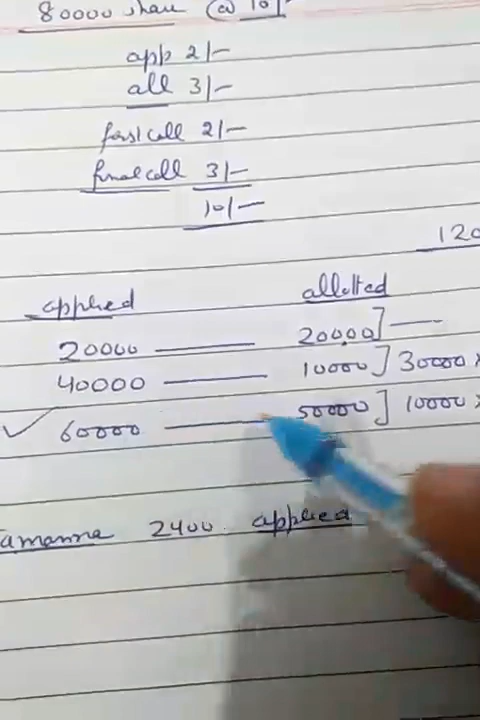 80000 share @ 10/-
app 2/-
all 3/-
first call 2/-
final call 3/-
10/-
120
applied allotted
20000 —— 20000] ——
40000 —— 10000] 30000 x
✓ 60000 —— 50000] 10000 x
amanna 2400 applied